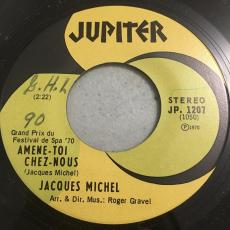 JUPITER
B.H.L
(2:22)
90
STEREO
JP. 1207
(1050)
Ⓟ1970
Grand Prix du
Festival de Spa '70
AMENE-TOI
CHEZ-NOUS
(Jacques Michel)
JACQUES MICHEL
Arr. & Dir. Mus.: Roger Gravel